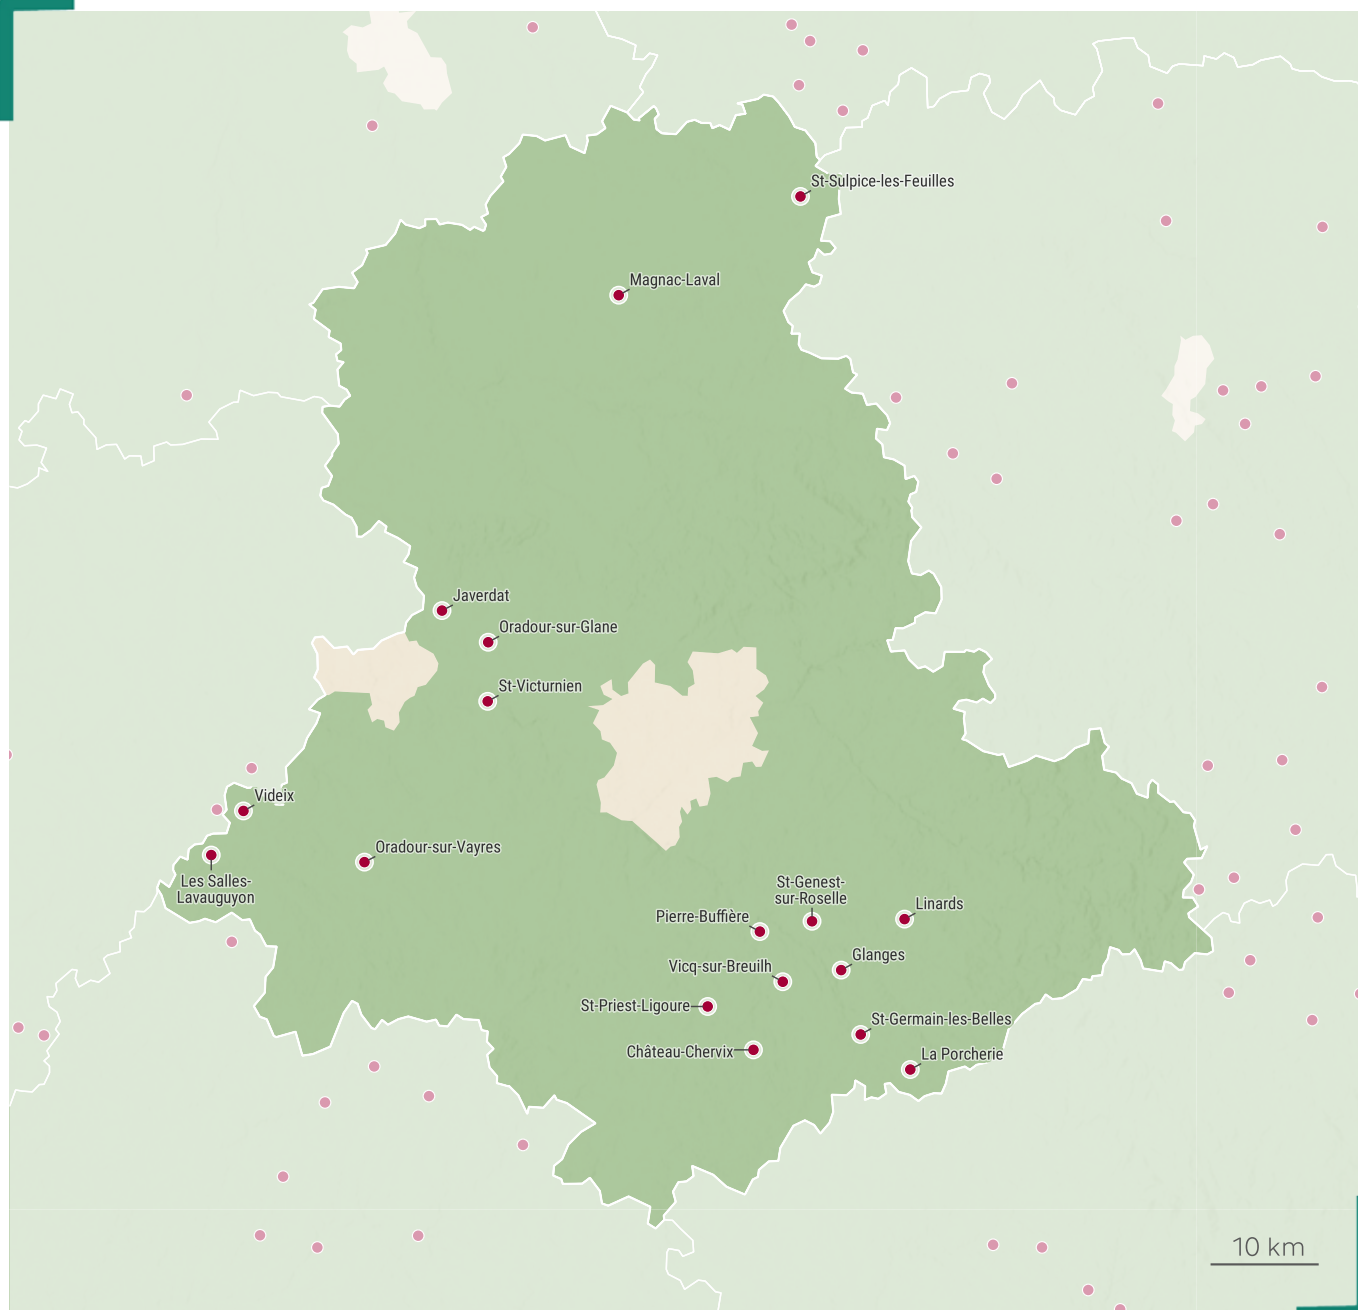 St-Sulpice-les-Feuilles
Magnac-Laval
Javerdat
Oradour-sur-Glane
St-Victurnien
Videix
Oradour-sur-Vayres
Les Salles-
Lavauguyon
St-Genest-
sur-Roselle
Linards
Pierre-Buffière
Glanges
Vicq-sur-Breuilh
St-Priest-Ligoure
St-Germain-les-Belles
Château-Chervix
La Porcherie
10 km